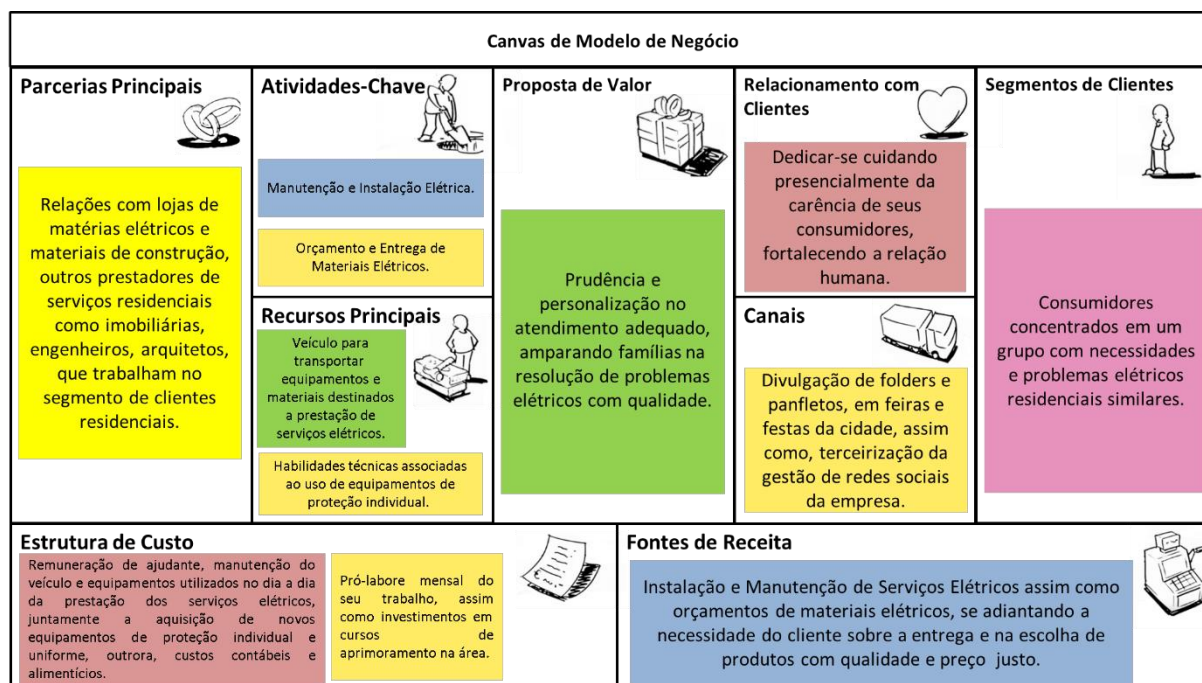 Canvas de Modelo de Negócio
Parcerias Principais
Relações com lojas de
matérias elétricos e
materiais de construção,
outros prestadores de
serviços residenciais
como imobiliárias,
engenheiros, arquitetos,
que trabalham no
segmento de clientes
residenciais.
Atividades-Chave
Manutenção e Instalação Elétrica.
Orçamento e Entrega de
Materiais Elétricos.
Recursos Principais
Veículo para
transportar
equipamentos e
materiais destinados
a prestação de
serviços elétricos.
Habilidades técnicas associadas
ao uso de equipamentos de
proteção individual.
Proposta de Valor
Prudência e
personalização no
atendimento adequado,
amparando famílias na
resolução de problemas
elétricos com qualidade.
Relacionamento com
Clientes
Dedicar-se cuidando
presencialmente da
carência de seus
consumidores,
fortalecendo a relação
humana.
Canais
Divulgação de folders e
panfletos, em feiras e
festas da cidade, assim
como, terceirização da
gestão de redes sociais
da empresa.
Segmentos de Clientes
Consumidores
concentrados em um
grupo com necessidades
e problemas elétricos
residenciais similares.
Estrutura de Custo
Remuneração de ajudante, manutenção do
veículo e equipamentos utilizados no dia a dia
da prestação dos serviços elétricos,
juntamente a aquisição de novos
equipamentos de proteção individual e
uniforme, outrora, custos contábeis e
alimentícios.
Pró-labore mensal do
seu trabalho, assim
como investimentos em
cursos de
aprimoramento na área.
Fontes de Receita
Instalação e Manutenção de Serviços Elétricos assim como
orçamentos de materiais elétricos, se adiantando a
necessidade do cliente sobre a entrega e na escolha de
produtos com qualidade e preço justo.